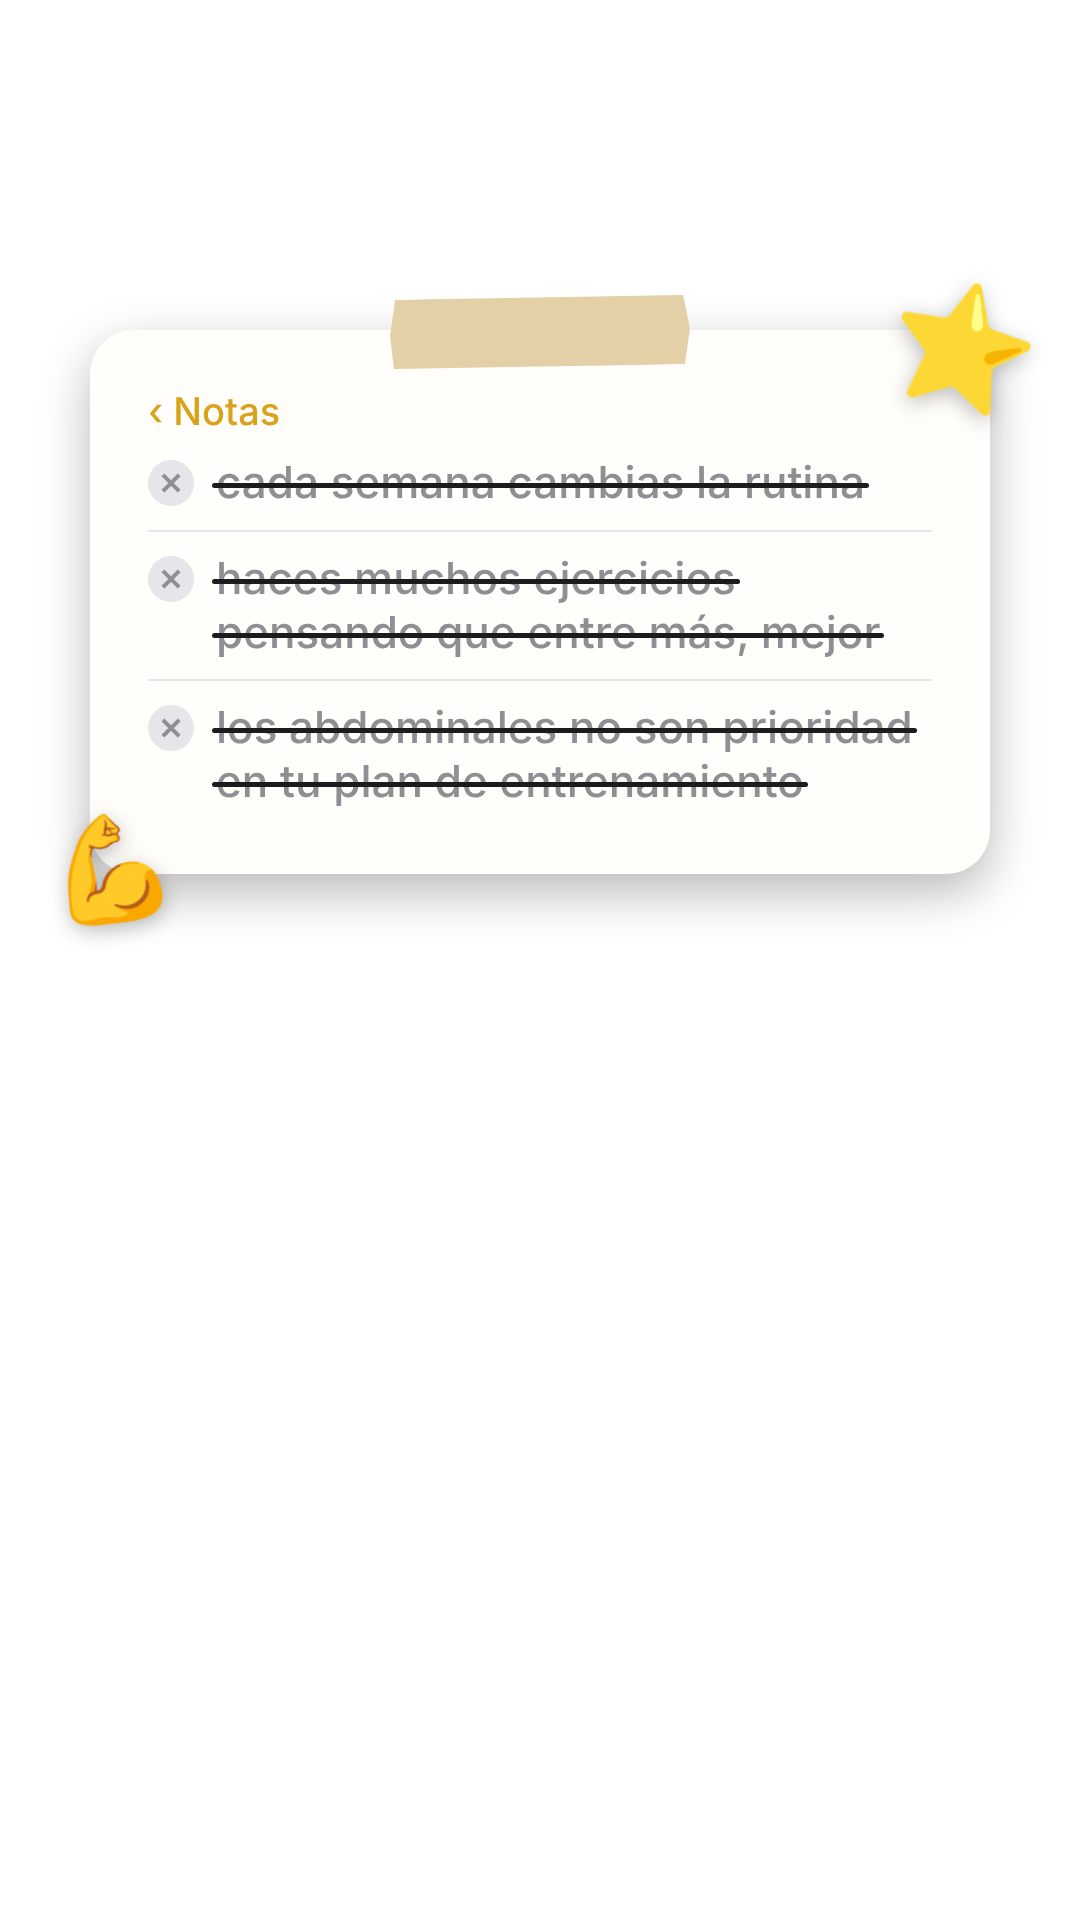 ‹ Notas
cada semana cambias la rutina
haces muchos ejercicios
pensando que entre más, mejor
los abdominales no son prioridad
en tu plan de entrenamiento